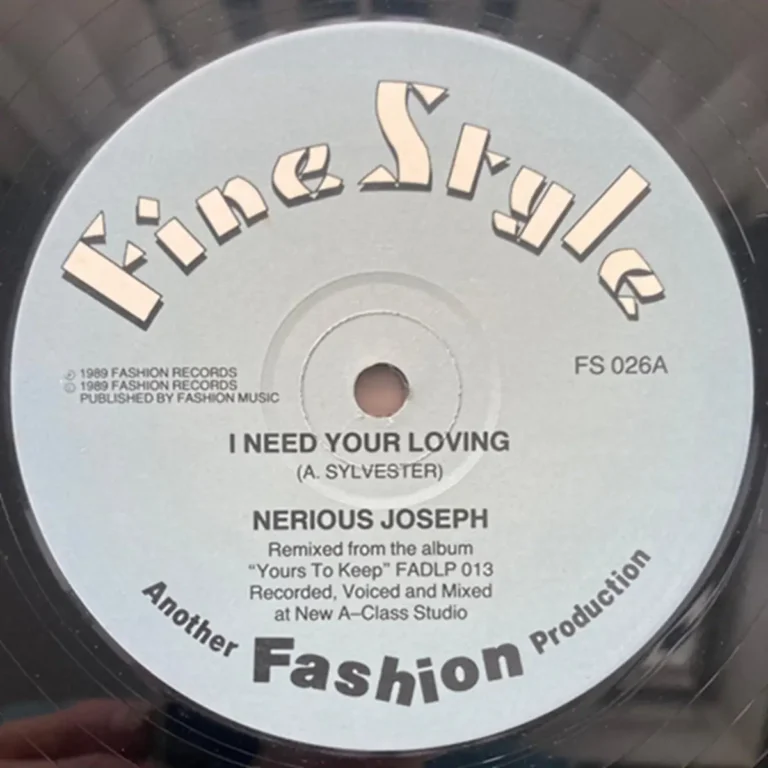 Fine Style
℗ 1989 FASHION RECORDS
© 1989 FASHION RECORDS
PUBLISHED BY FASHION MUSIC
FS 026A
I NEED YOUR LOVING
(A. SYLVESTER)
NERIOUS JOSEPH
Remixed from the album
“Yours To Keep” FADLP 013
Recorded, Voiced and Mixed
at New A–Class Studio
Another Fashion Production